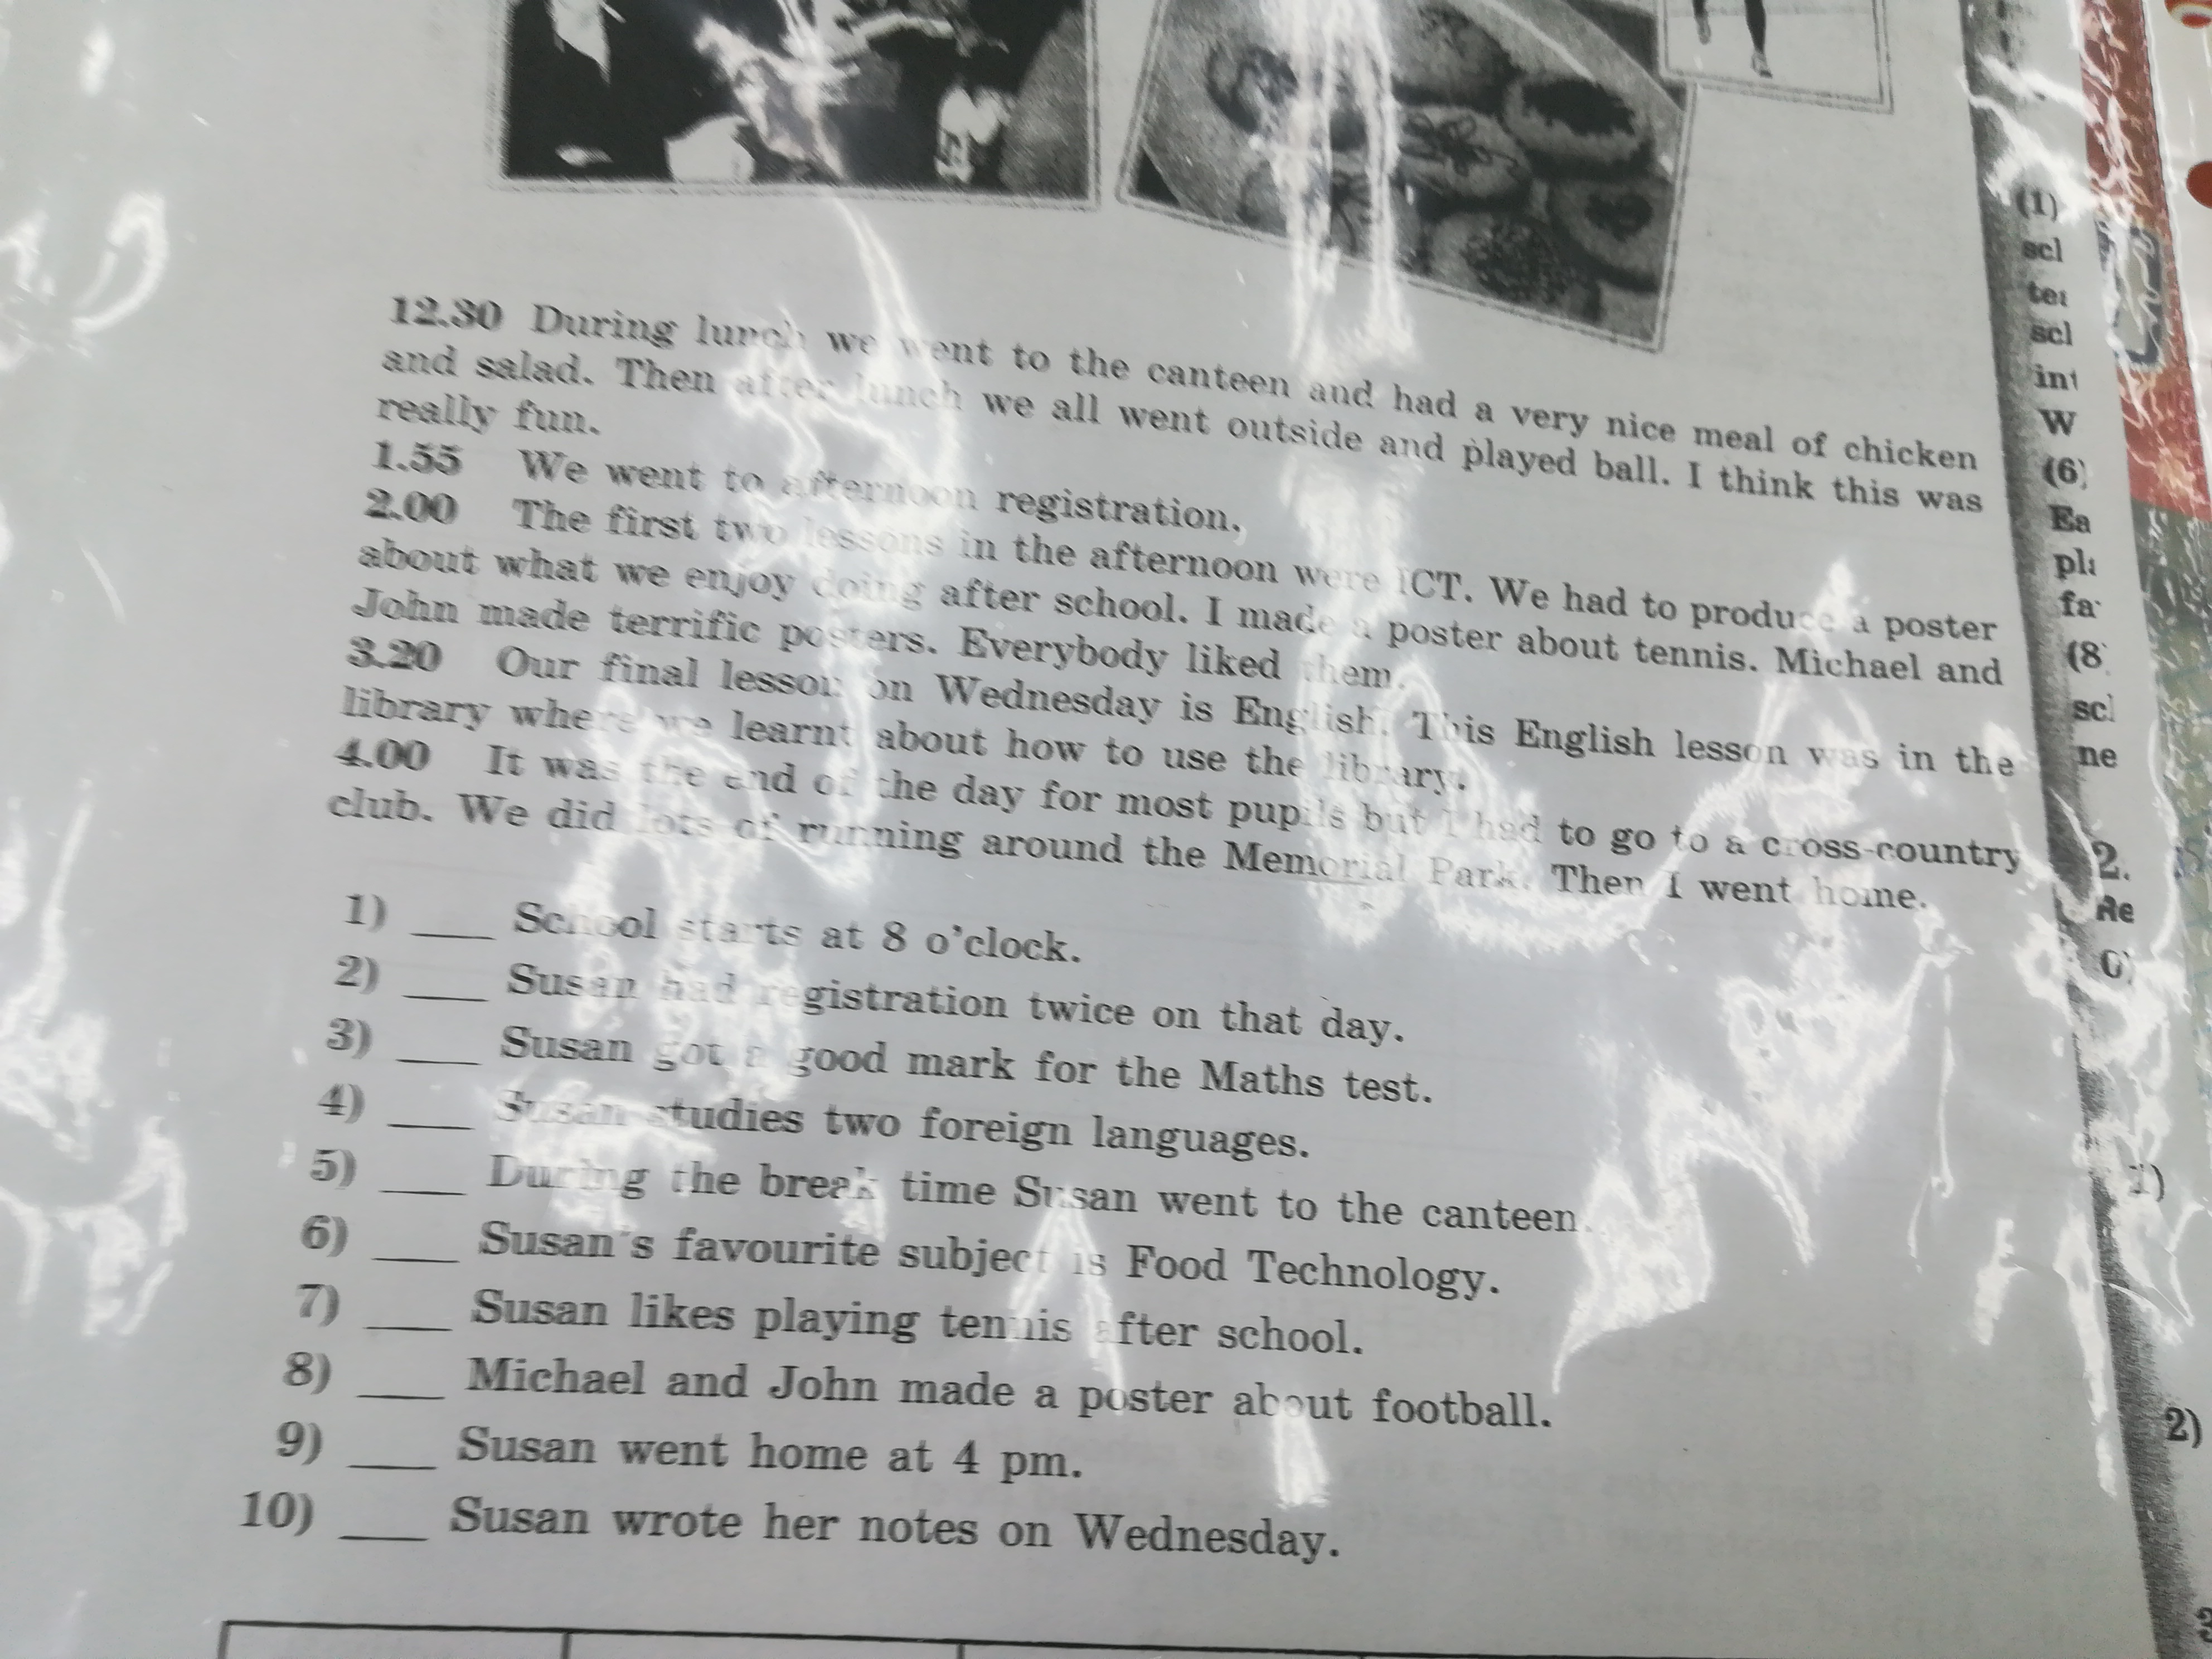 12.30 During lunch we went to the canteen and had a very nice meal of chicken
and salad. Then after lunch we all went outside and played ball. I think this was
really fun.
1.55 We went to afternoon registration.
2.00 The first two lessons in the afternoon were ICT. We had to produce a poster
about what we enjoy doing after school. I made a poster about tennis. Michael and
John made terrific posters. Everybody liked them.
3.20 Our final lesson on Wednesday is English. This English lesson was in the
library where we learnt about how to use the library.
4.00 It was the end of the day for most pupils but I had to go to a cross-country
club. We did lots of running around the Memorial Park. Then I went home.
1) ___ School starts at 8 o'clock.
2) ___ Susan had registration twice on that day.
3) ___ Susan got a good mark for the Maths test.
4) ___ Susan studies two foreign languages.
5) ___ During the break time Susan went to the canteen.
6) ___ Susan's favourite subject is Food Technology.
7) ___ Susan likes playing tennis after school.
8) ___ Michael and John made a poster about football.
9) ___ Susan went home at 4 pm.
10) ___ Susan wrote her notes on Wednesday.
(1)
scl
scl
W
(6)
Ea
(8
ne
2.
1)
2)